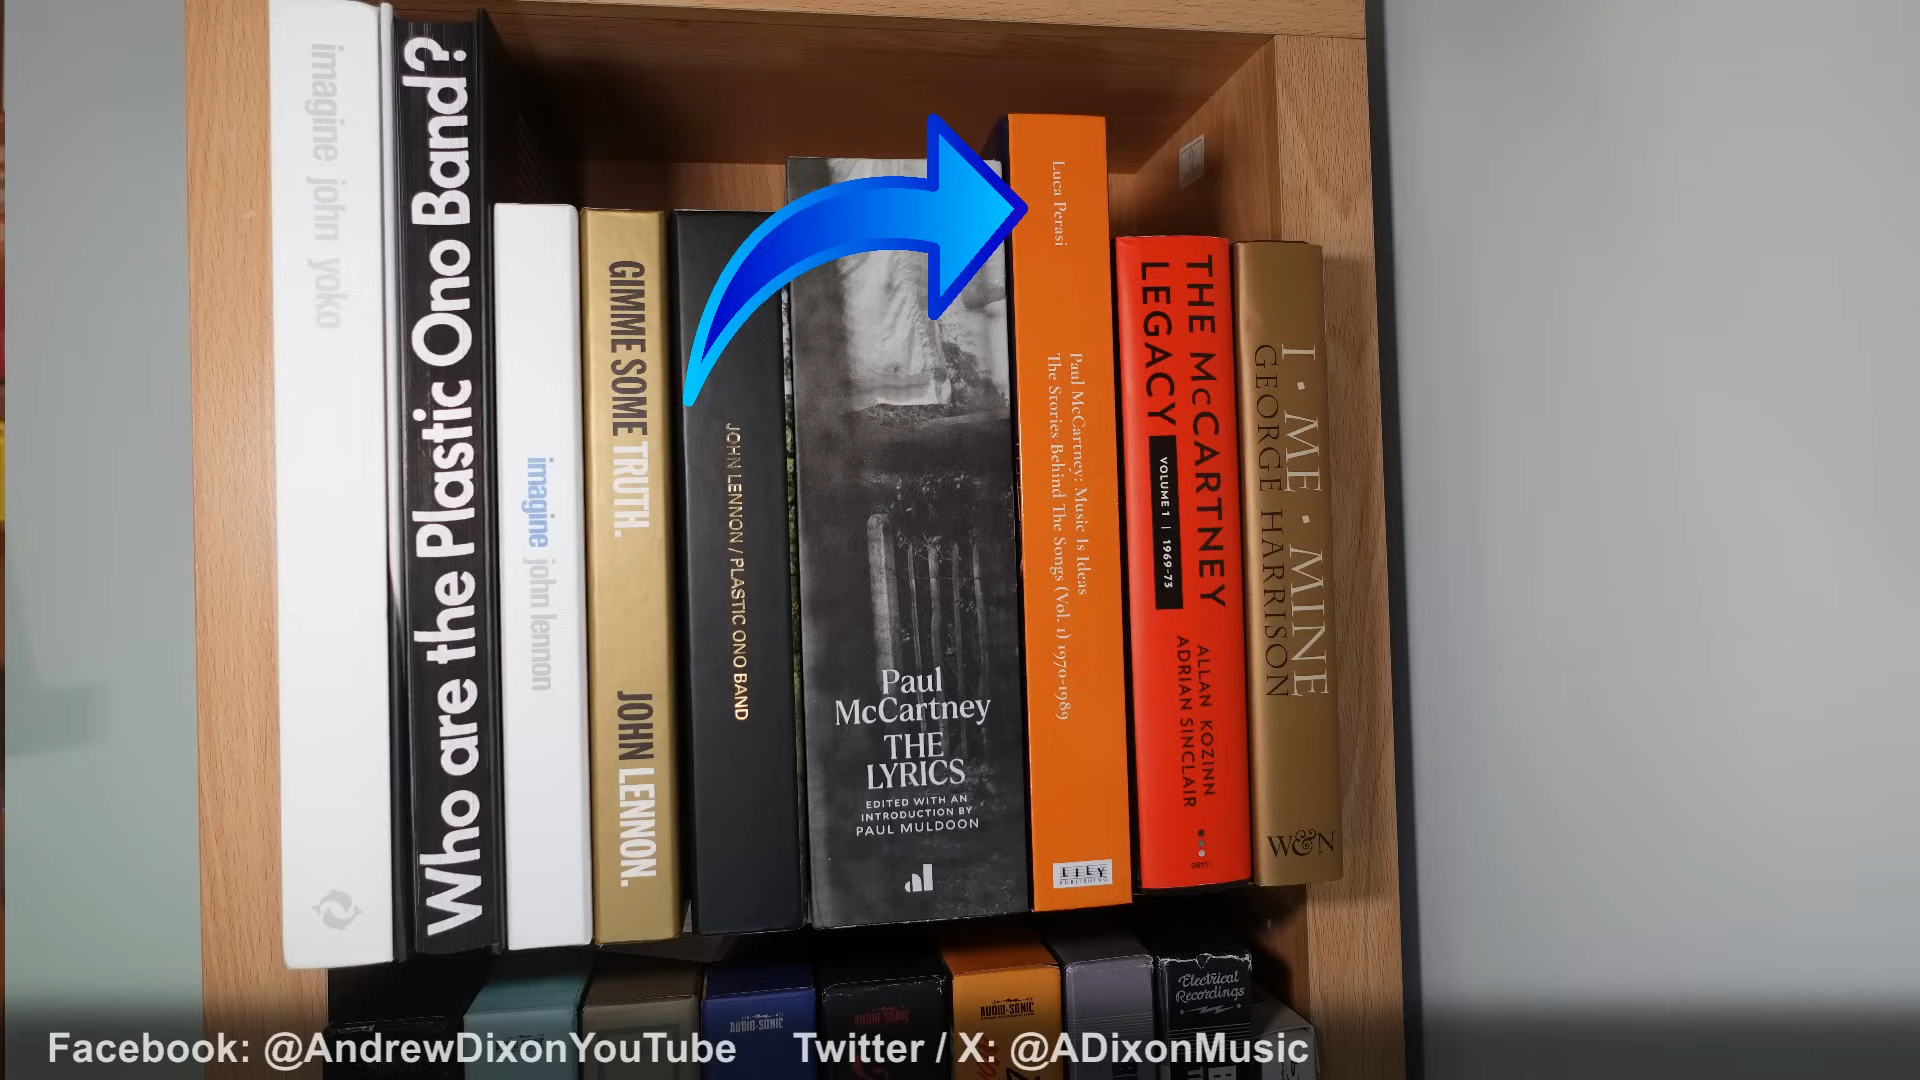 imagine john yoko
Who are the Plastic Ono Band?
imagine john lennon
GIMME SOME TRUTH.
JOHN LENNON.
JOHN LENNON / PLASTIC ONO BAND
Paul
McCartney
THE
LYRICS
EDITED WITH AN
INTRODUCTION BY
PAUL MULDOON
Luca Perasi
Paul McCartney: Music Is Ideas
The Stories Behind The Songs (Vol. 1) 1970-1989
LILY
PUBLISHING
THE McCARTNEY
LEGACY
VOLUME 1 | 1969-73
ALLAN KOZINN
ADRIAN SINCLAIR
I · ME · MINE
GEORGE HARRISON
W&N
AUDIO-SONIC
AUDIO-SONIC
AUDIO-SONIC
Electrical
Recordings
Facebook: @AndrewDixonYouTube Twitter / X: @ADixonMusic